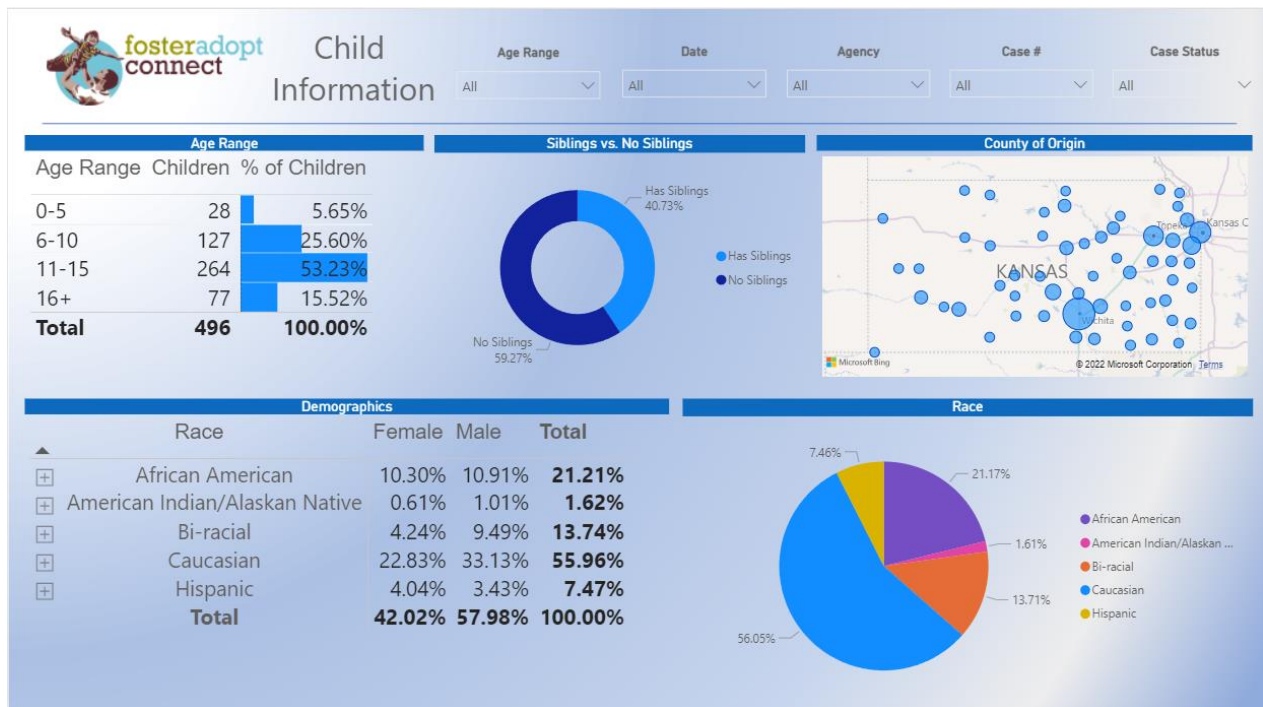 fosteradopt
connect
Child
Information
Age Range
Date
Agency
Case #
Case Status
All
All
All
All
All
Age Range
Age Range Children % of Children
0-5 28 5.65%
6-10 127 25.60%
11-15 264 53.23%
16+ 77 15.52%
Total 496 100.00%
Siblings vs. No Siblings
Has Siblings
40.73%
No Siblings
59.27%
Has Siblings
No Siblings
County of Origin
Topeka
Kansas C
KANSAS
Wichita
Microsoft Bing
© 2022 Microsoft Corporation Terms
Demographics
Race Female Male Total
African American 10.30% 10.91% 21.21%
American Indian/Alaskan Native 0.61% 1.01% 1.62%
Bi-racial 4.24% 9.49% 13.74%
Caucasian 22.83% 33.13% 55.96%
Hispanic 4.04% 3.43% 7.47%
Total 42.02% 57.98% 100.00%
Race
7.46%
21.17%
1.61%
13.71%
56.05%
African American
American Indian/Alaskan ...
Bi-racial
Caucasian
Hispanic